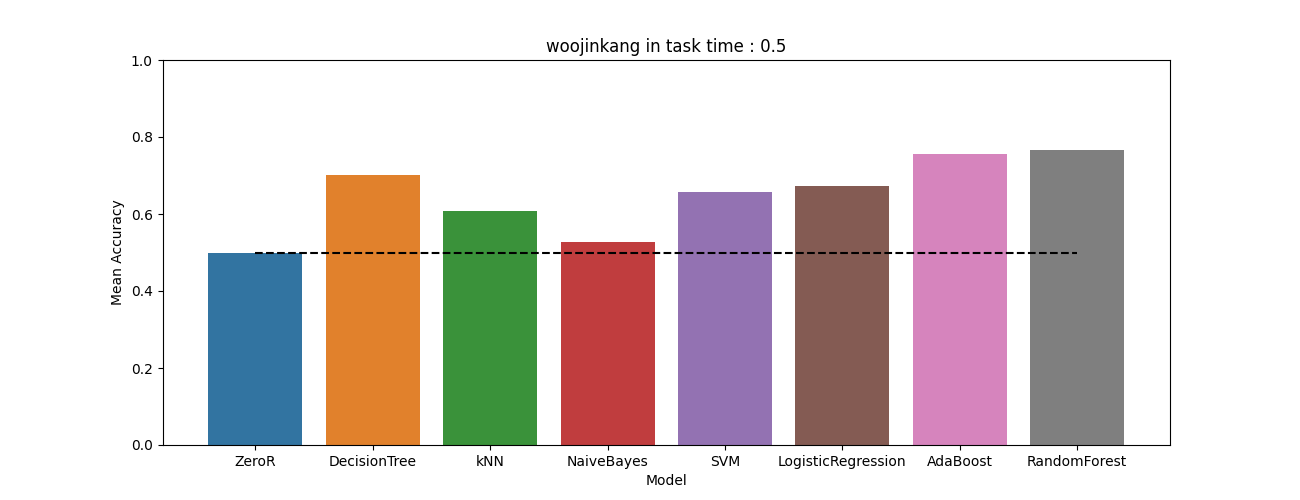 woojinkang in task time : 0.5
1.0
0.8
0.6
0.4
0.2
0.0
Mean Accuracy
ZeroR DecisionTree kNN NaiveBayes SVM LogisticRegression AdaBoost RandomForest
Model